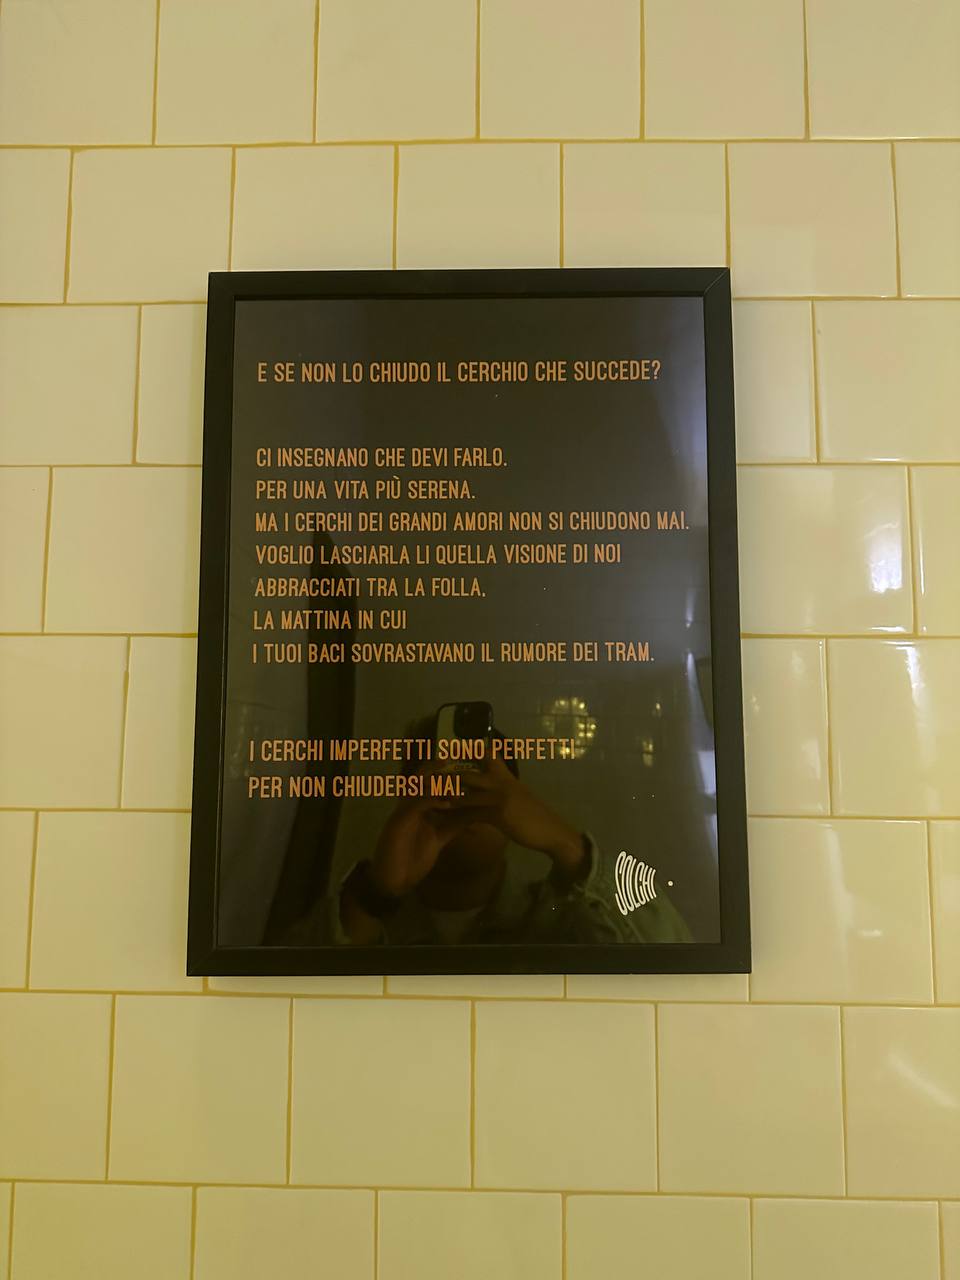 E SE NON LO CHIUDO IL CERCHIO CHE SUCCEDE?
CI INSEGNANO CHE DEVI FARLO.
PER UNA VITA PIÙ SERENA.
MA I CERCHI DEI GRANDI AMORI NON SI CHIUDONO MAI.
VOGLIO LASCIARLA LI QUELLA VISIONE DI NOI
ABBRACCIATI TRA LA FOLLA,
LA MATTINA IN CUI
I TUOI BACI SOVRASTAVANO IL RUMORE DEI TRAM.
I CERCHI IMPERFETTI SONO PERFETTI
PER NON CHIUDERSI MAI.
SOLGHI